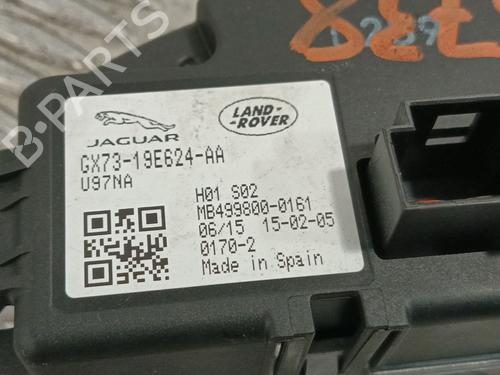 JAGUAR
LAND-
ROVER
GX73-19E624-AA
U97NA
H01 S02
MB499800-0161
06/15 15-02-05
0170-2
Made in Spain
B-PARTS